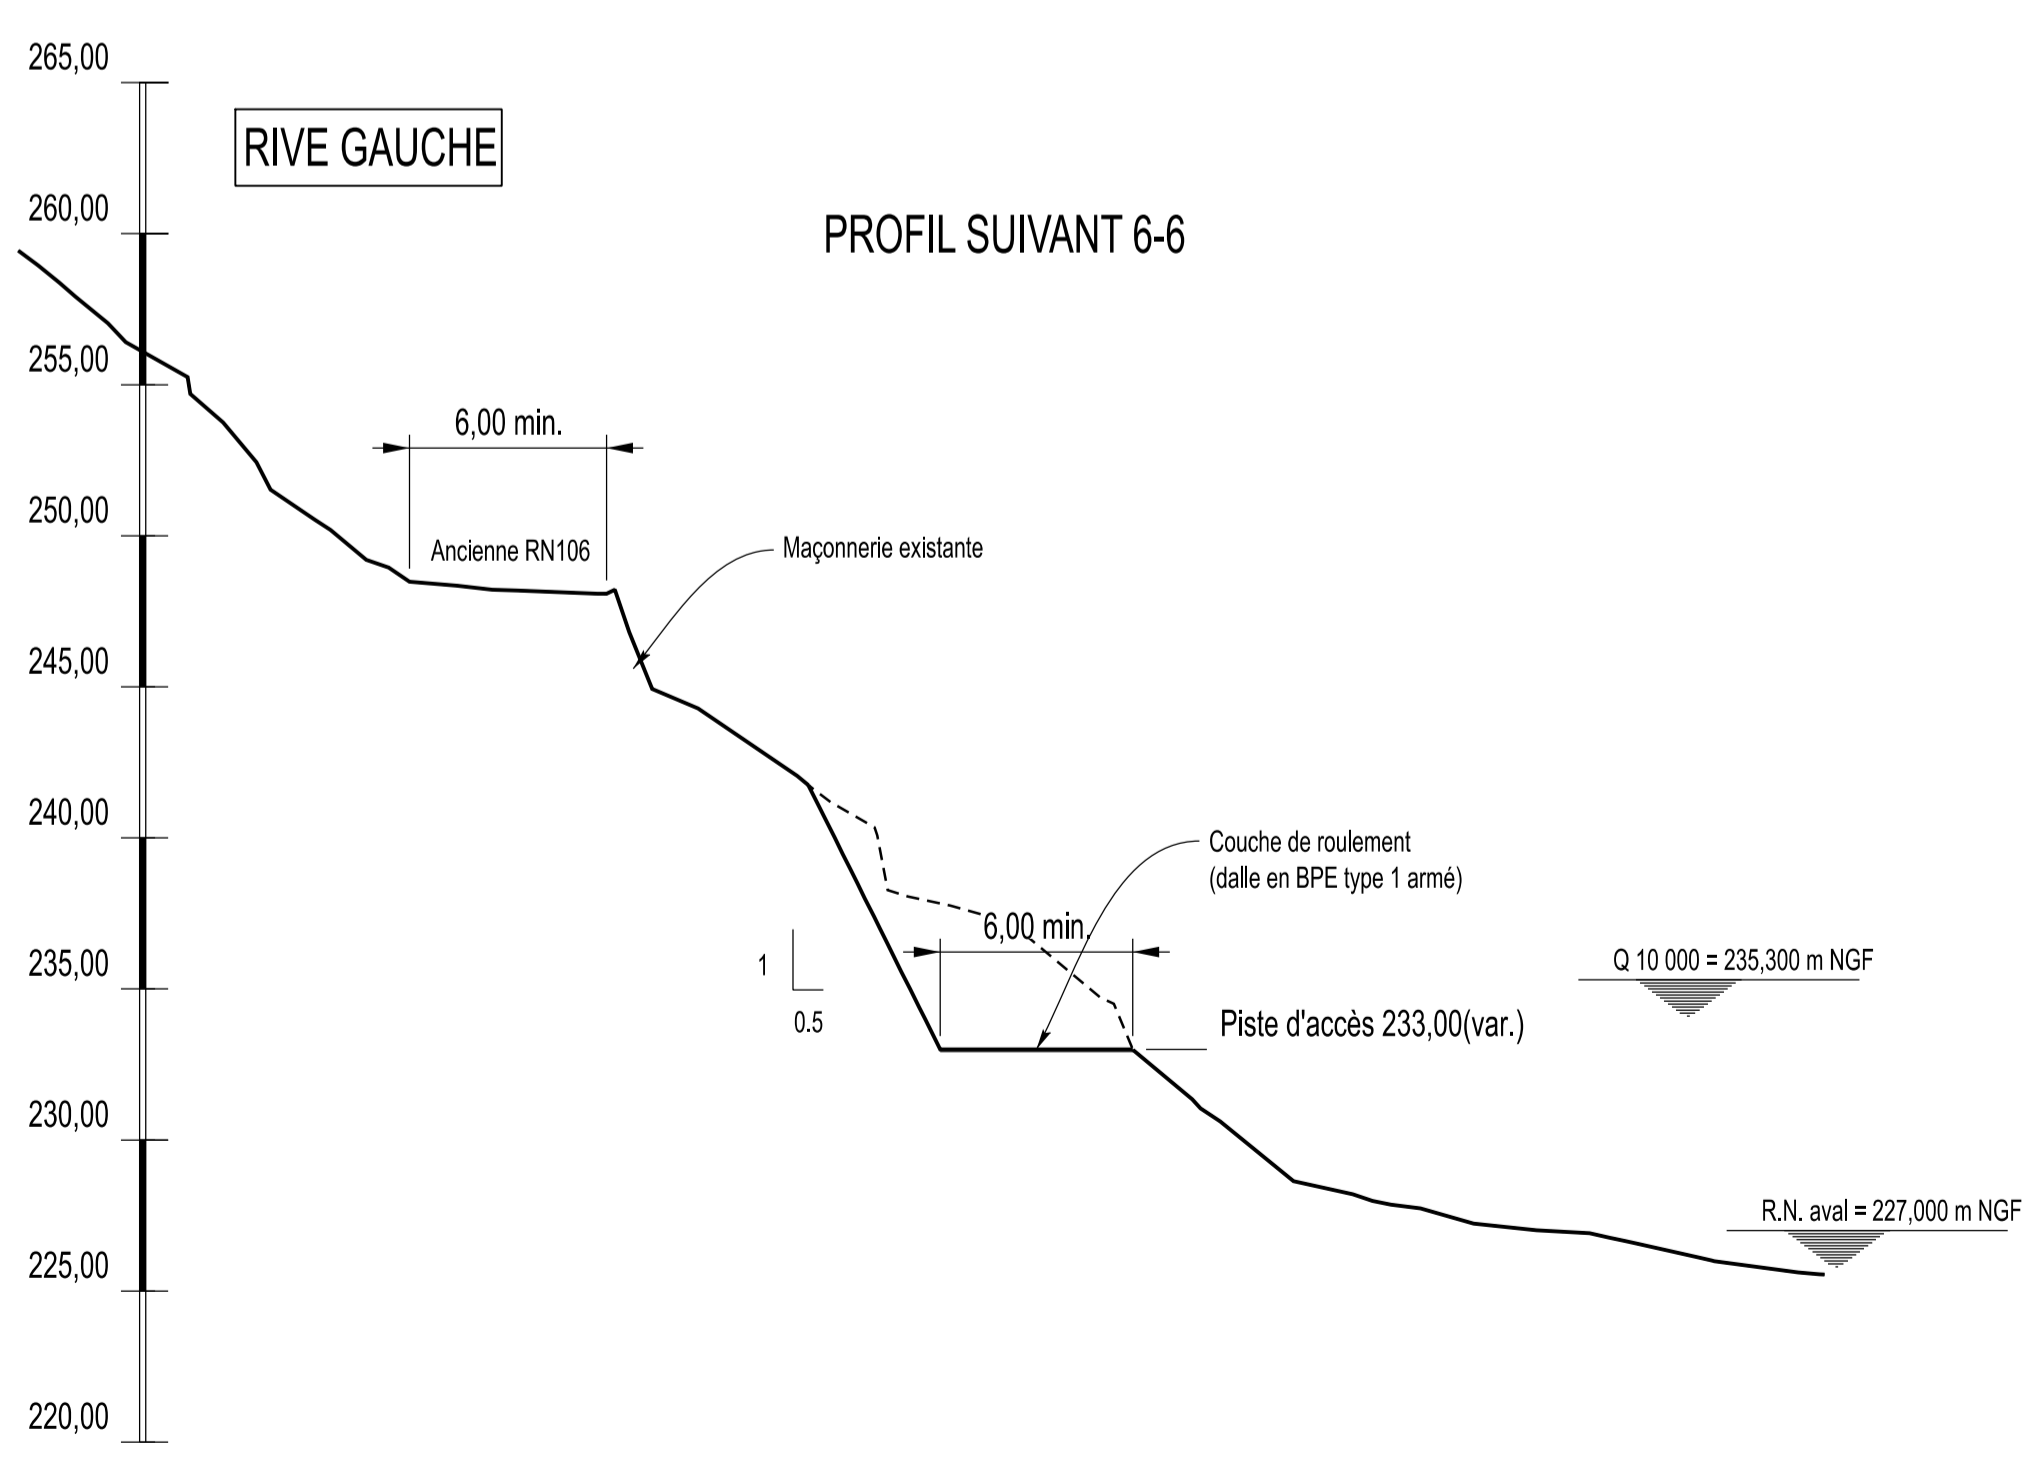 265,00
RIVE GAUCHE
260,00
PROFIL SUIVANT 6-6
255,00
6,00 min.
250,00
Ancienne RN106
Maçonnerie existante
245,00
240,00
Couche de roulement
(dalle en BPE type 1 armé)
6,00 min.
235,00
1
0.5
Q 10 000 = 235,300 m NGF
Piste d'accès 233,00(var.)
230,00
R.N. aval = 227,000 m NGF
225,00
220,00